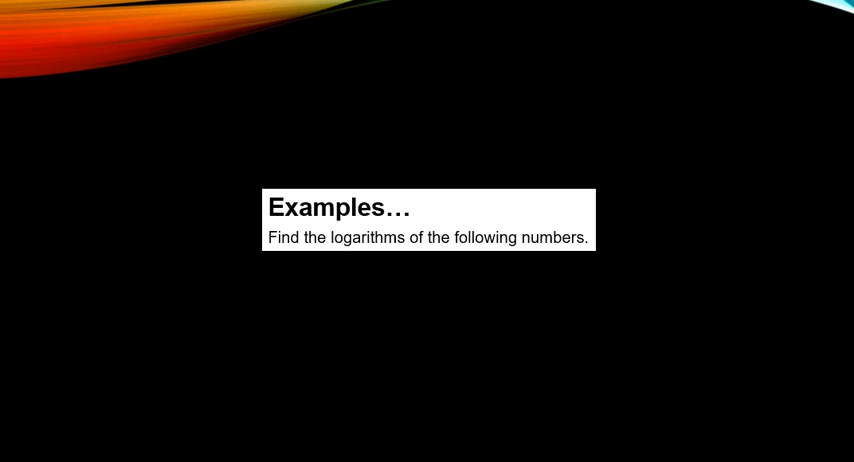 Examples…
Find the logarithms of the following numbers.